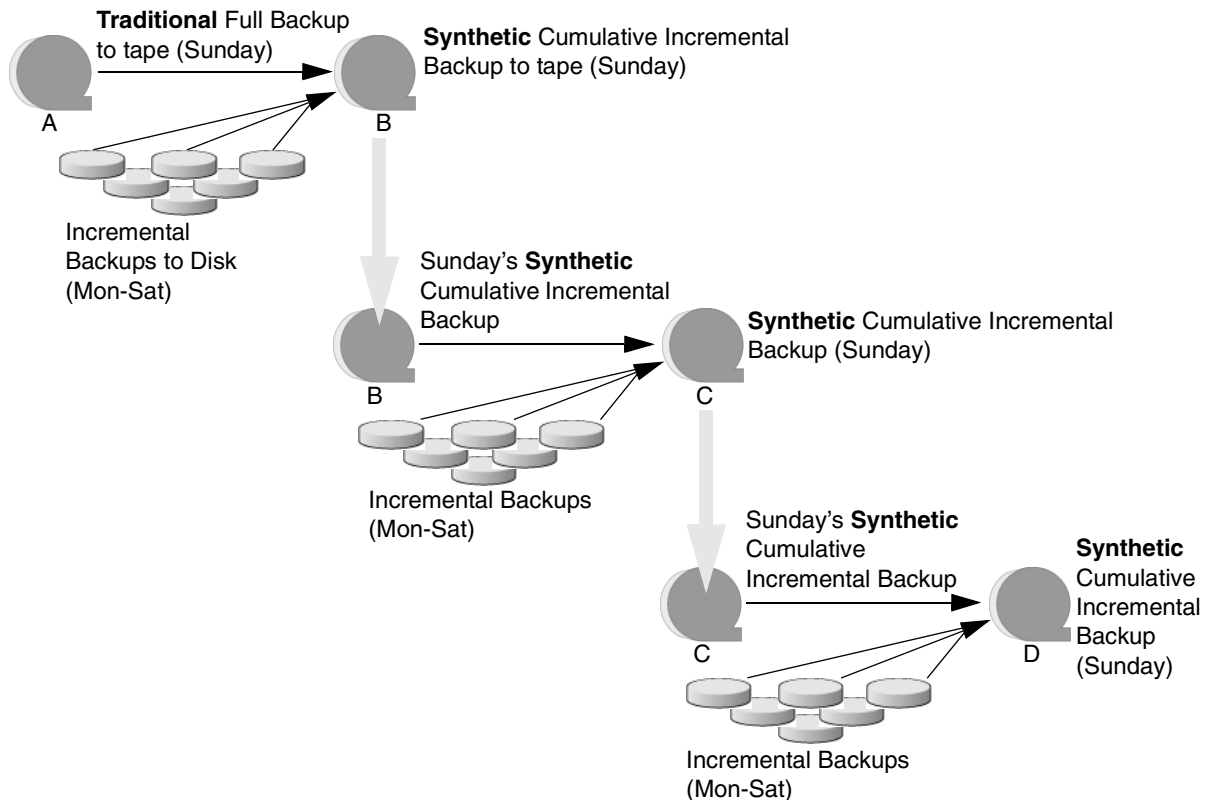 Traditional Full Backup
to tape (Sunday)
Synthetic Cumulative Incremental
Backup to tape (Sunday)
A
B
Incremental
Backups to Disk
(Mon-Sat)
Sunday's Synthetic
Cumulative Incremental
Backup
Synthetic Cumulative Incremental
Backup (Sunday)
B
C
Incremental Backups
(Mon-Sat)
Sunday's Synthetic
Cumulative
Incremental Backup
Synthetic
Cumulative
Incremental
Backup
(Sunday)
C
D
Incremental Backups
(Mon-Sat)